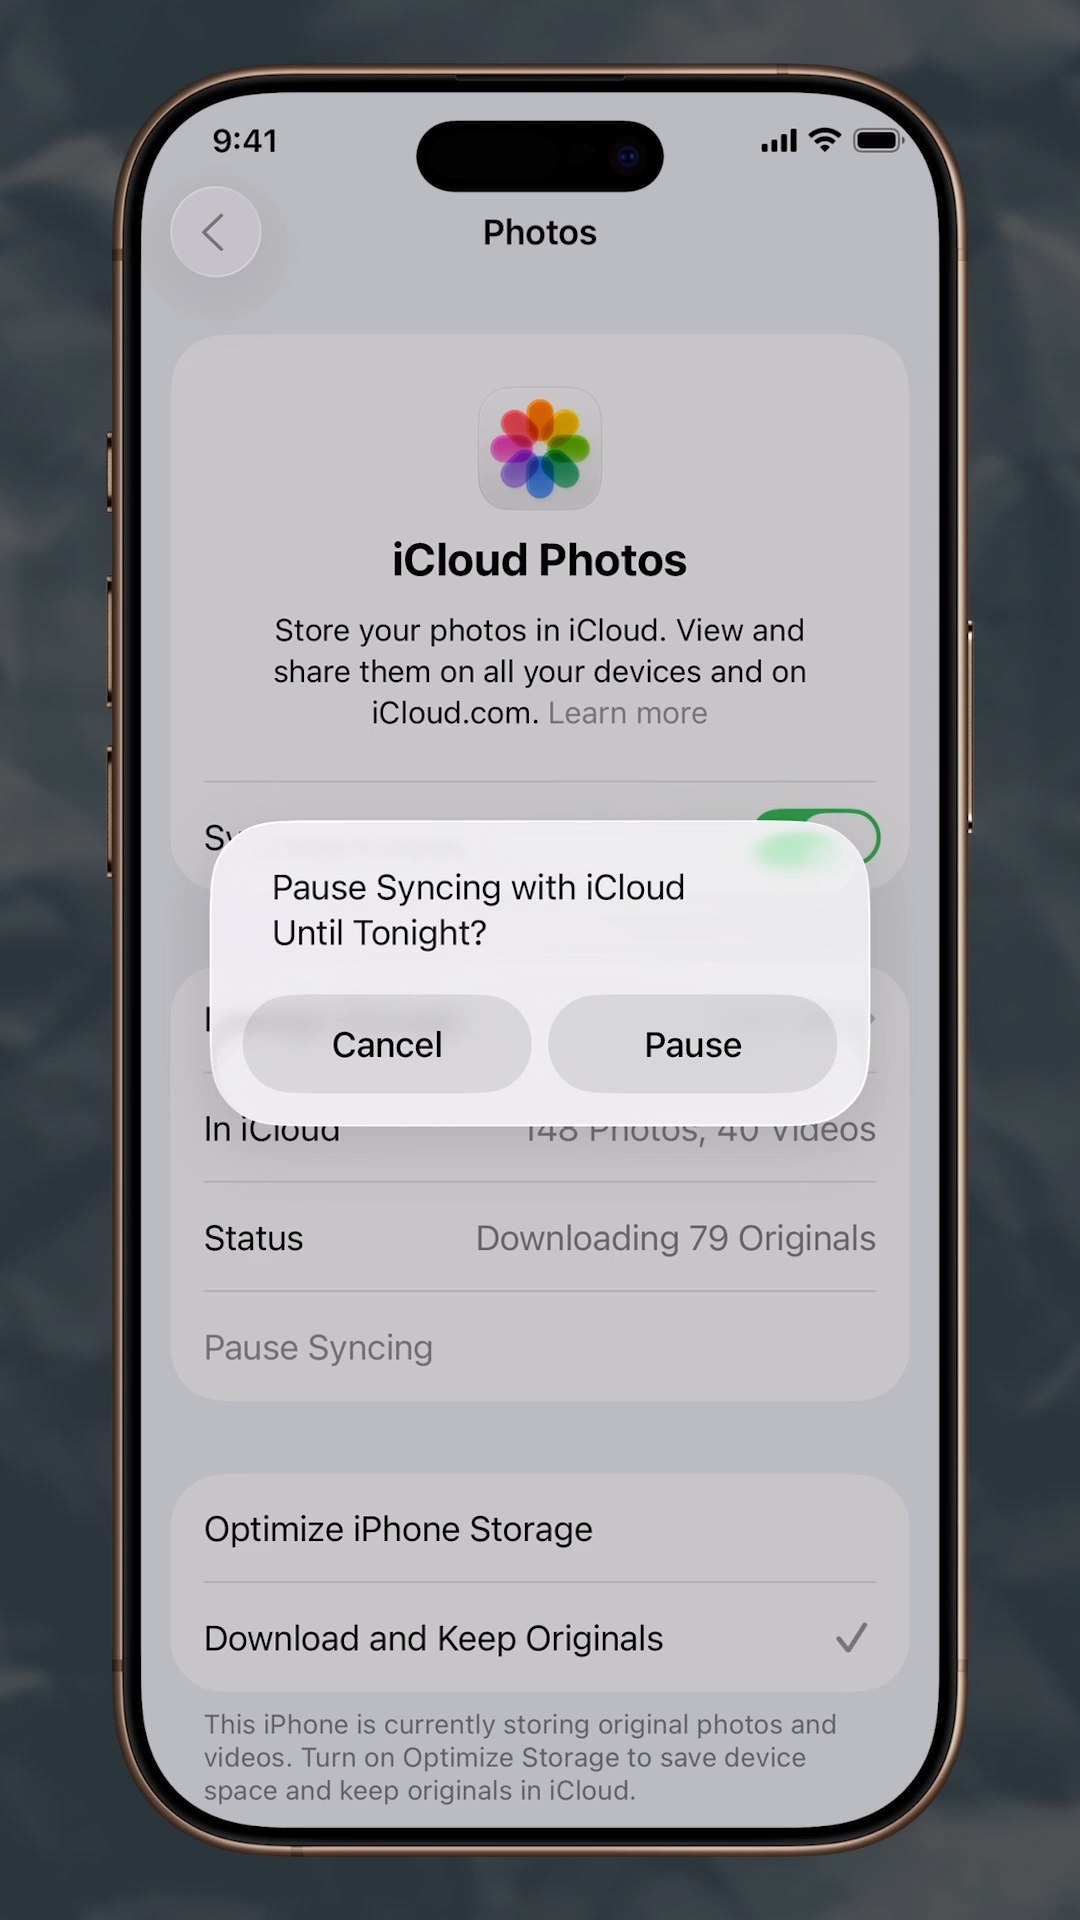 9:41
Photos
iCloud Photos
Store your photos in iCloud. View and
share them on all your devices and on
iCloud.com. Learn more
Pause Syncing with iCloud
Until Tonight?
Cancel
Pause
In iCloud
148 Photos, 40 Videos
Status
Downloading 79 Originals
Pause Syncing
Optimize iPhone Storage
Download and Keep Originals
This iPhone is currently storing original photos and
videos. Turn on Optimize Storage to save device
space and keep originals in iCloud.